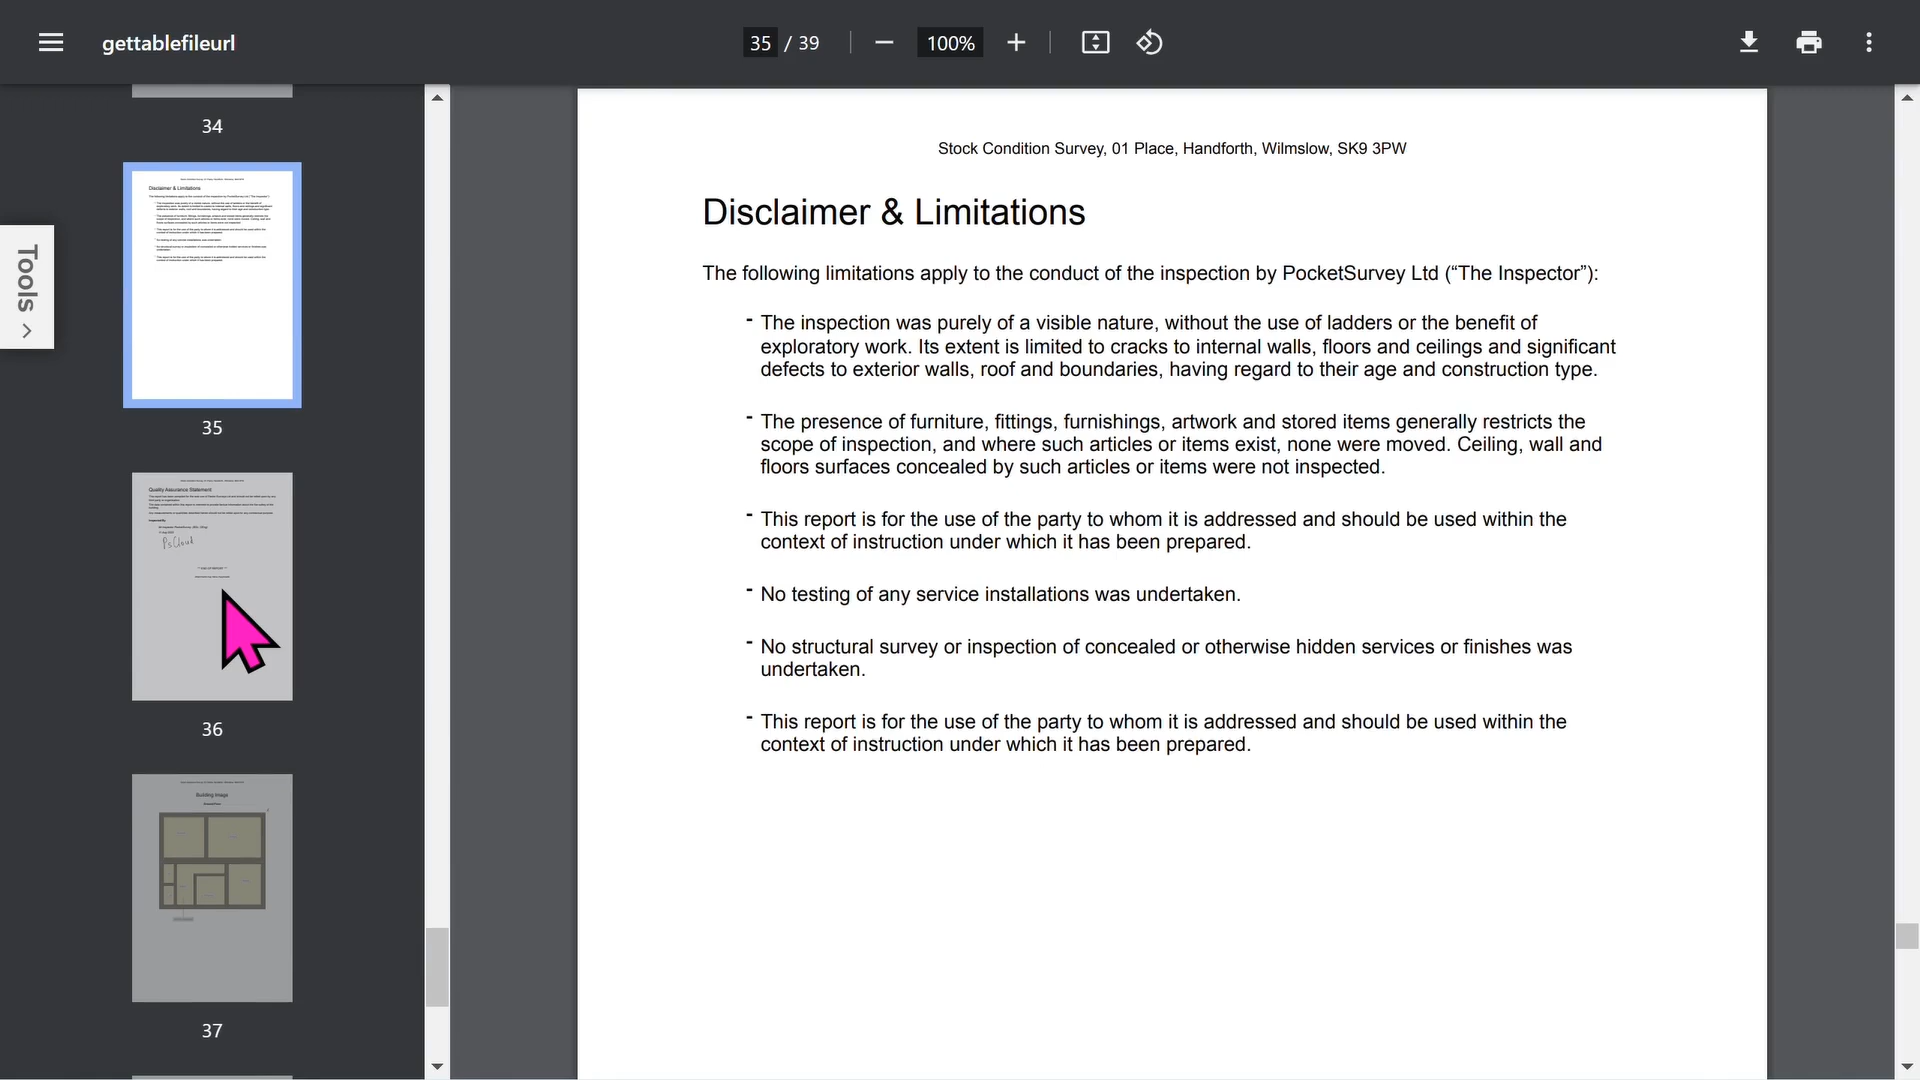 gettablefileurl
35 / 39
100%
34
Tools
35
Quality Assurance Statement
36
Building Image
37
Stock Condition Survey, 01 Place, Handforth, Wilmslow, SK9 3PW
Disclaimer & Limitations
The following limitations apply to the conduct of the inspection by PocketSurvey Ltd (“The Inspector”):
- The inspection was purely of a visible nature, without the use of ladders or the benefit of
exploratory work. Its extent is limited to cracks to internal walls, floors and ceilings and significant
defects to exterior walls, roof and boundaries, having regard to their age and construction type.
- The presence of furniture, fittings, furnishings, artwork and stored items generally restricts the
scope of inspection, and where such articles or items exist, none were moved. Ceiling, wall and
floors surfaces concealed by such articles or items were not inspected.
- This report is for the use of the party to whom it is addressed and should be used within the
context of instruction under which it has been prepared.
- No testing of any service installations was undertaken.
- No structural survey or inspection of concealed or otherwise hidden services or finishes was
undertaken.
- This report is for the use of the party to whom it is addressed and should be used within the
context of instruction under which it has been prepared.